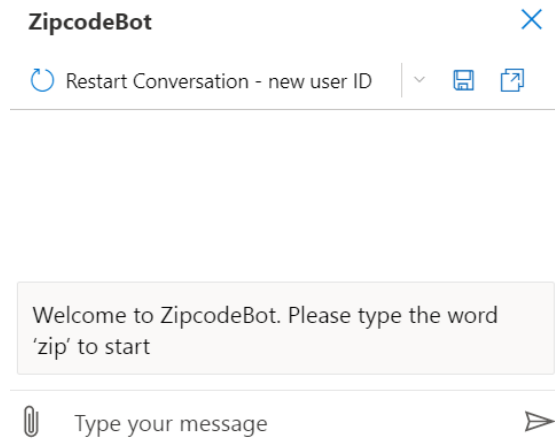 ZipcodeBot
Restart Conversation - new user ID
Welcome to ZipcodeBot. Please type the word
‘zip’ to start
Type your message